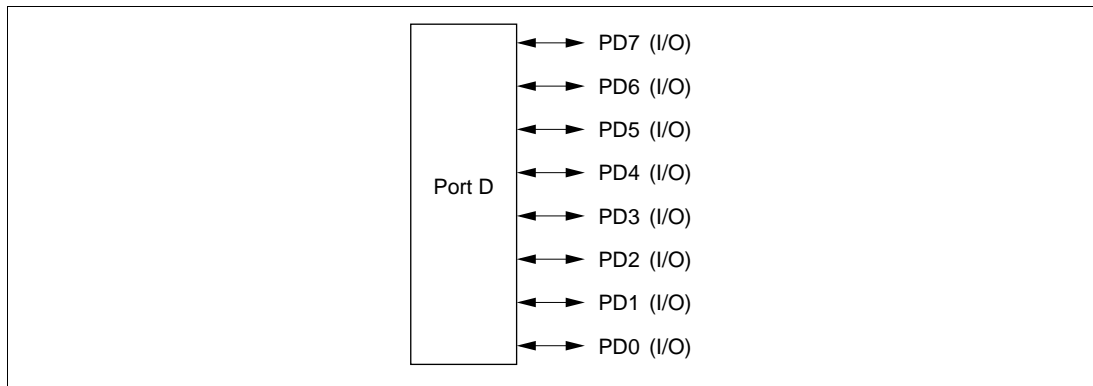 PD7 (I/O)
PD6 (I/O)
PD5 (I/O)
PD4 (I/O)
Port D
PD3 (I/O)
PD2 (I/O)
PD1 (I/O)
PD0 (I/O)